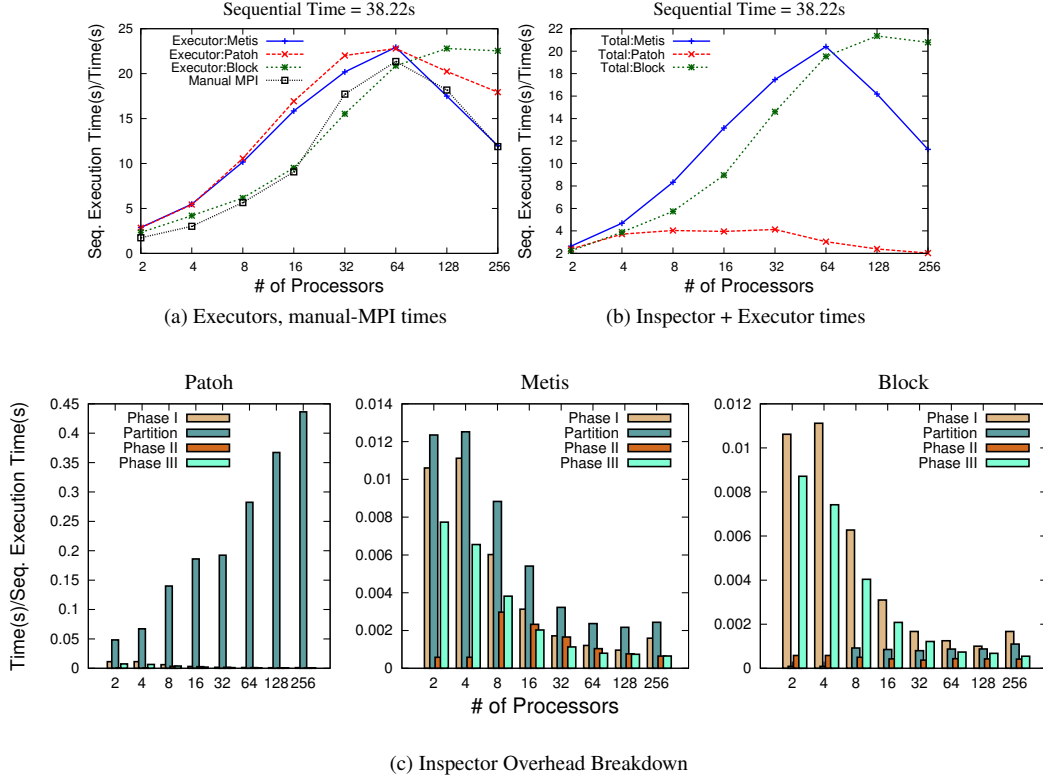 Sequential Time = 38.22s
Seq. Execution Time(s)/Time(s)
25
20
15
10
5
0
Executor:Metis
Executor:Patoh
Executor:Block
Manual MPI
2 4 8 16 32 64 128 256
# of Processors
(a) Executors, manual-MPI times
Sequential Time = 38.22s
Seq. Execution Time(s)/Time(s)
22
20
18
16
14
12
10
8
6
4
2
Total:Metis
Total:Patoh
Total:Block
2 4 8 16 32 64 128 256
# of Processors
(b) Inspector + Executor times
Time(s)/Seq. Execution Time(s)
Patoh
0.45
0.4
0.35
0.3
0.25
0.2
0.15
0.1
0.05
0
Phase I
Partition
Phase II
Phase III
2 4 8 16 32 64 128 256
Metis
0.014
0.012
0.01
0.008
0.006
0.004
0.002
0
Phase I
Partition
Phase II
Phase III
2 4 8 16 32 64 128 256
Block
0.012
0.01
0.008
0.006
0.004
0.002
0
Phase I
Partition
Phase II
Phase III
2 4 8 16 32 64 128 256
# of Processors
(c) Inspector Overhead Breakdown